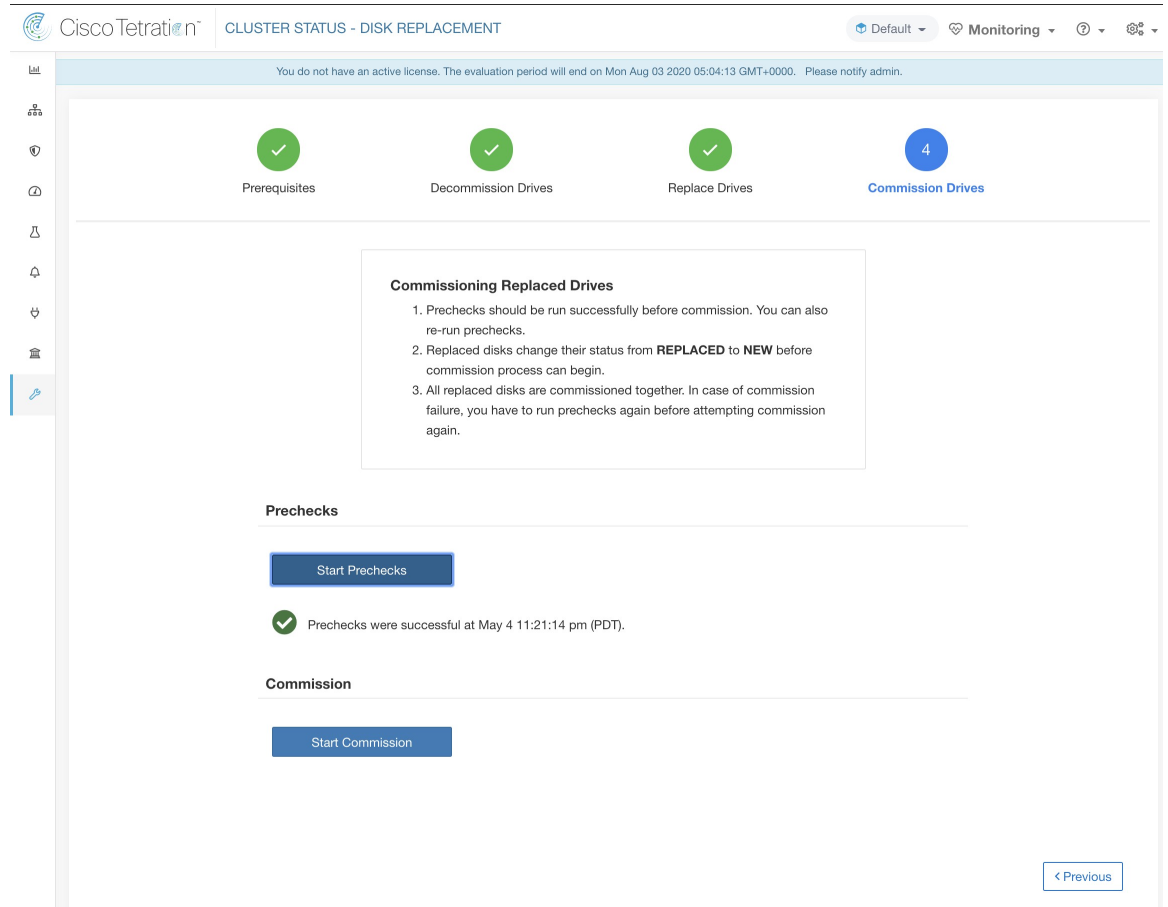 Cisco Tetration™
CLUSTER STATUS - DISK REPLACEMENT
Default
Monitoring
You do not have an active license. The evaluation period will end on Mon Aug 03 2020 05:04:13 GMT+0000. Please notify admin.
4
Prerequisites
Decommission Drives
Replace Drives
Commission Drives
Commissioning Replaced Drives
1. Prechecks should be run successfully before commission. You can also
re-run prechecks.
2. Replaced disks change their status from REPLACED to NEW before
commission process can begin.
3. All replaced disks are commissioned together. In case of commission
failure, you have to run prechecks again before attempting commission
again.
Prechecks
Start Prechecks
Prechecks were successful at May 4 11:21:14 pm (PDT).
Commission
Start Commission
< Previous